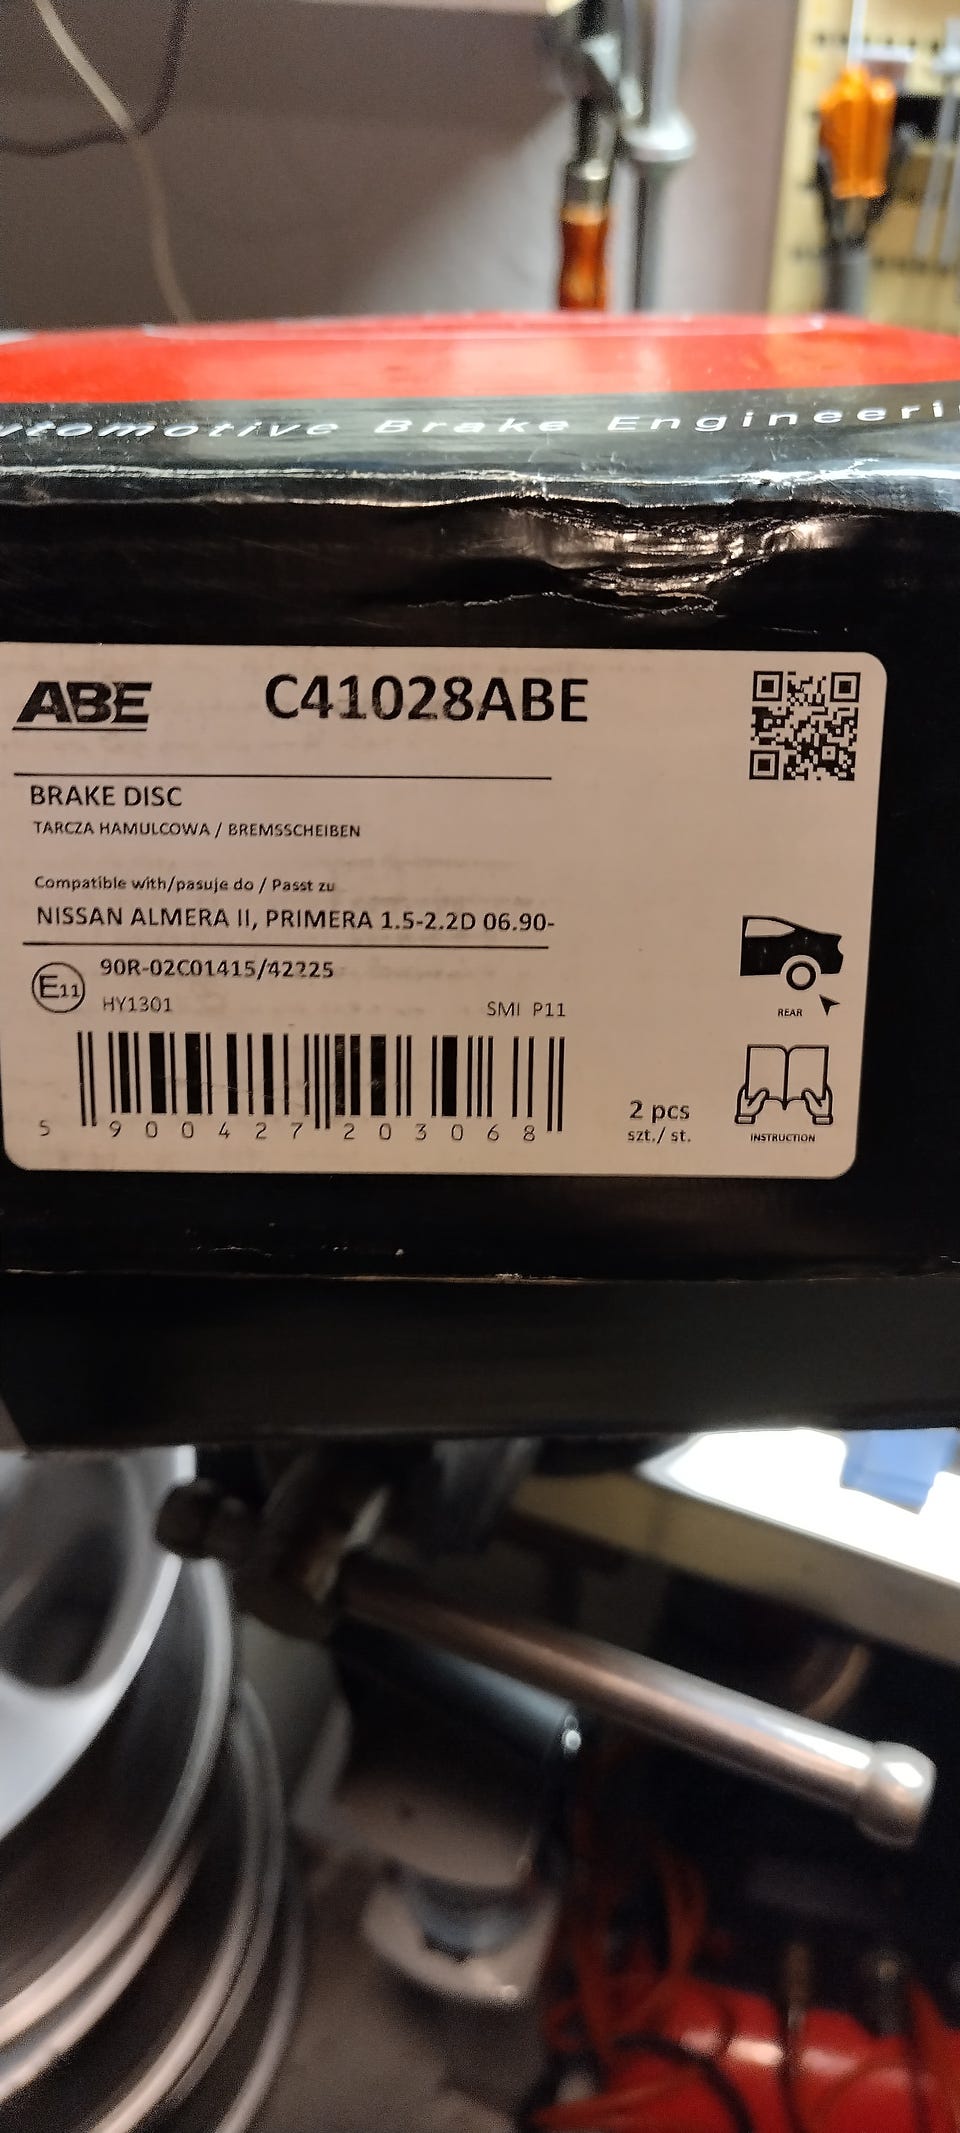 utomotive Brake Engineeri
ABE
C41028ABE
BRAKE DISC
TARCZA HAMULCOWA / BREMSSCHEIBEN
Compatible with/pasuje do / Passt zu
NISSAN ALMERA II, PRIMERA 1.5-2.2D 06.90-
E11
90R-02C01415/42225
HY1301
SMI P11
REAR
5 900427 203068
2 pcs
szt./ st.
INSTRUCTION